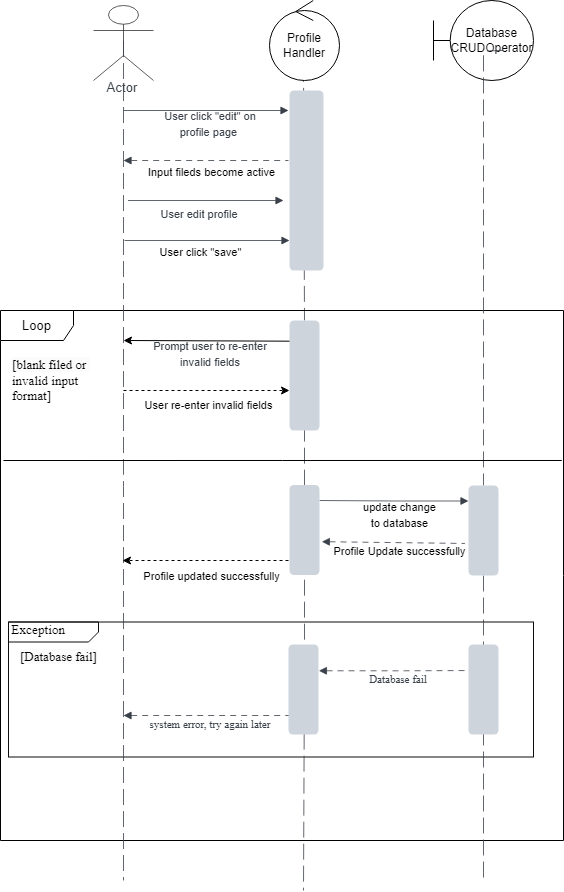 Profile
Handler
Database
CRUDOperator
Actor
User click "edit" on
profile page
Input fileds become active
User edit profile
User click "save"
Loop
[blank filed or
invalid input
format]
Prompt user to re-enter
invalid fields
User re-enter invalid fields
update change
to database
Profile Update successfully
Profile updated successfully
Exception
[Database fail]
Database fail
system error, try again later